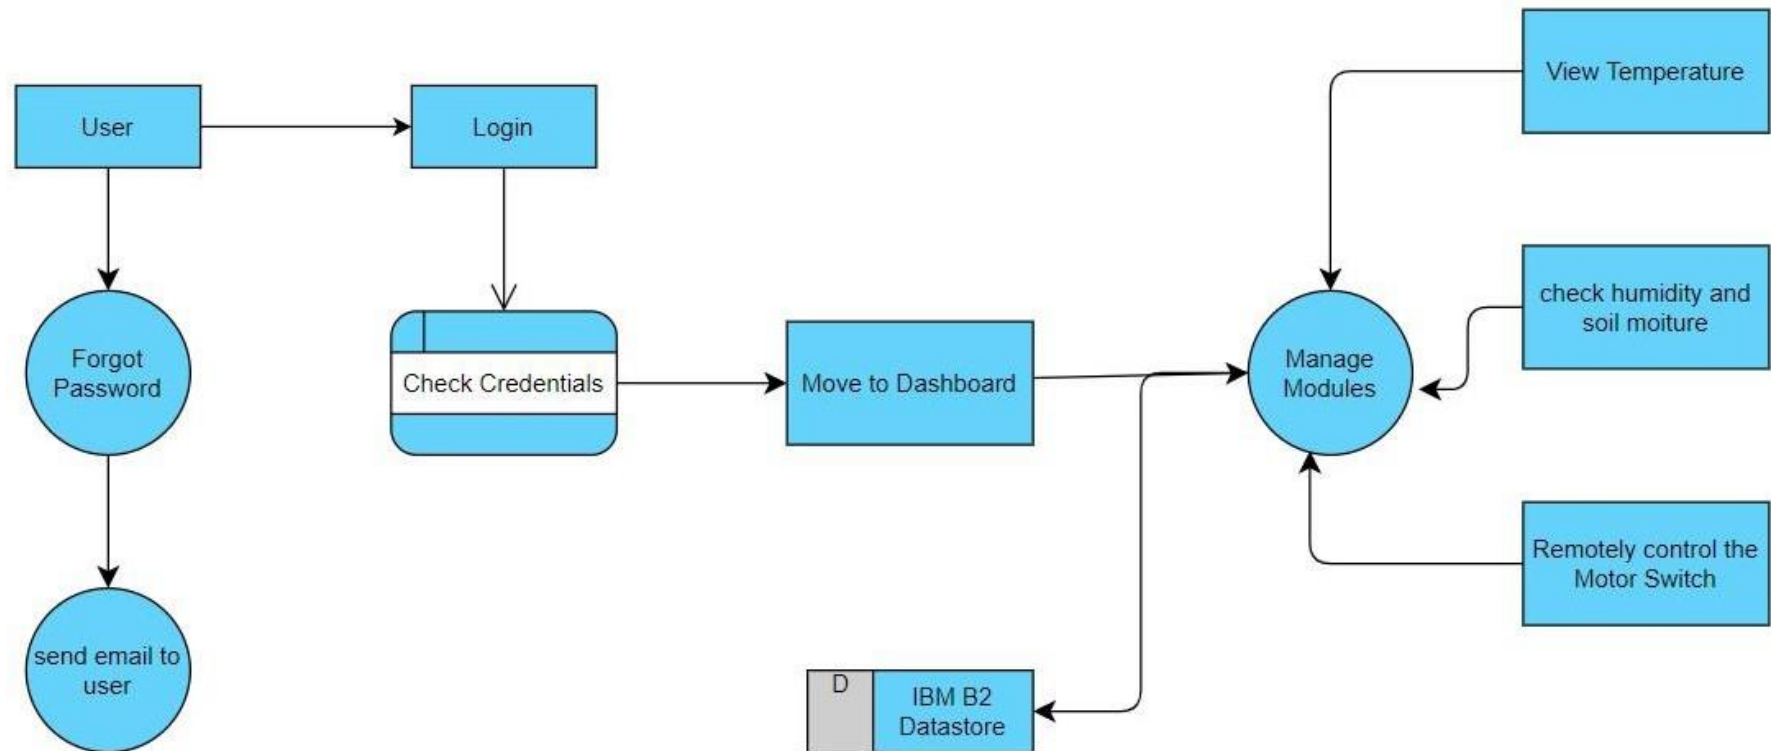 View Temperature
User
Login
check humidity and
soil moiture
Forgot
Password
Check Credentials
Move to Dashboard
Manage
Modules
Remotely control the
Motor Switch
send email to
user
D
IBM B2
Datastore